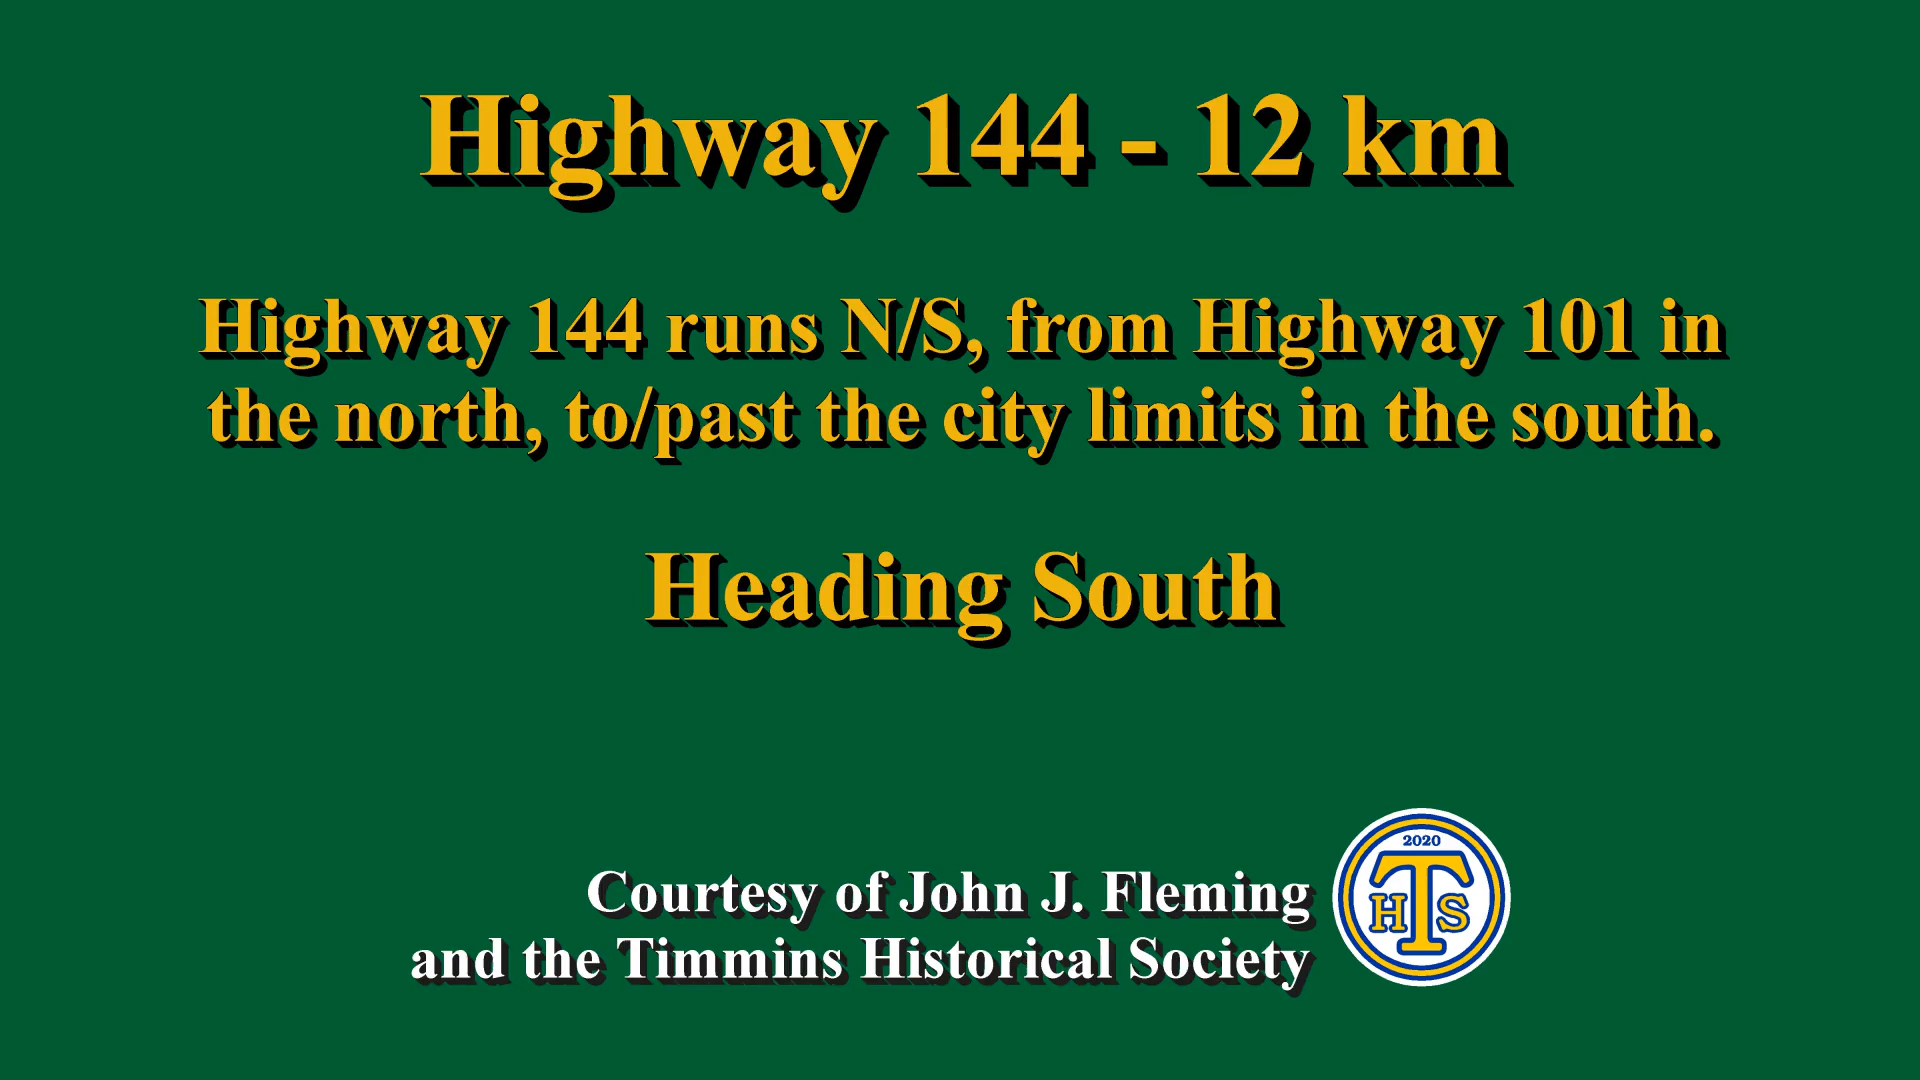 Highway 144 - 12 km
Highway 144 runs N/S, from Highway 101 in
the north, to/past the city limits in the south.
Heading South
Courtesy of John J. Fleming
and the Timmins Historical Society
2020
HTS